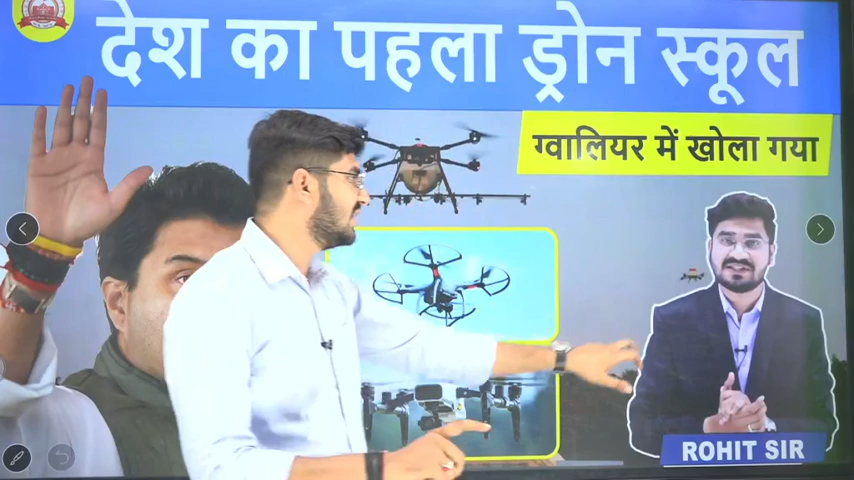 देश का पहला ड्रोन स्कूल
ग्वालियर में खोला गया
ROHIT SIR